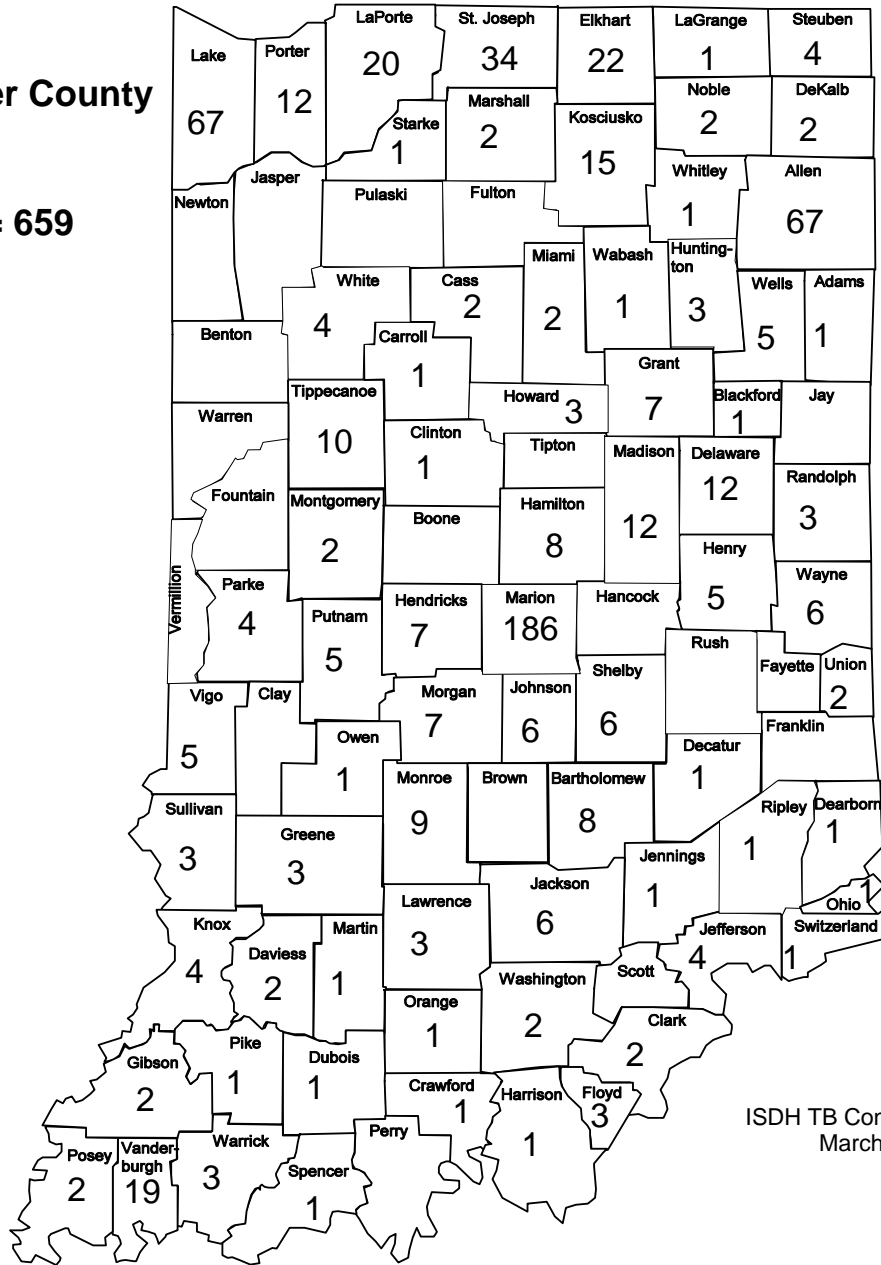 er County
= 659
Lake
67
Porter
12
LaPorte
20
St. Joseph
34
Elkhart
22
LaGrange
1
Steuben
4
Starke
1
Marshall
2
Kosciusko
15
Noble
2
DeKalb
2
Newton
Jasper
Pulaski
Fulton
Whitley
1
Allen
67
White
4
Cass
2
Miami
2
Wabash
1
Hunting-
ton
3
Wells
5
Adams
1
Benton
Carroll
1
Grant
7
Warren
Tippecanoe
10
Howard 3
Blackford
1
Jay
Clinton
1
Tipton
Madison
12
Delaware
12
Randolph
3
Fountain
Montgomery
2
Boone
Hamilton
8
Henry
5
Wayne
6
Vermillion
Parke
4
Putnam
5
Hendricks
7
Marion
186
Hancock
Rush
Fayette
Union
2
Vigo
5
Clay
Morgan
7
Johnson
6
Shelby
6
Franklin
Owen
1
Monroe
9
Brown
Bartholomew
8
Decatur
1
Sullivan
3
Greene
3
Ripley
1
Dearborn
1
Jennings
1
Jackson
6
Lawrence
3
Ohio
1
Knox
4
Daviess
2
Martin
1
Jefferson
4
Switzerland
1
Washington
2
Scott
Orange
1
Clark
2
Gibson
2
Pike
1
Dubois
1
Crawford
1
Harrison
1
Floyd
3
Perry
Posey
2
Vander-
burgh
19
Warrick
3
Spencer
1
ISDH TB Con
March